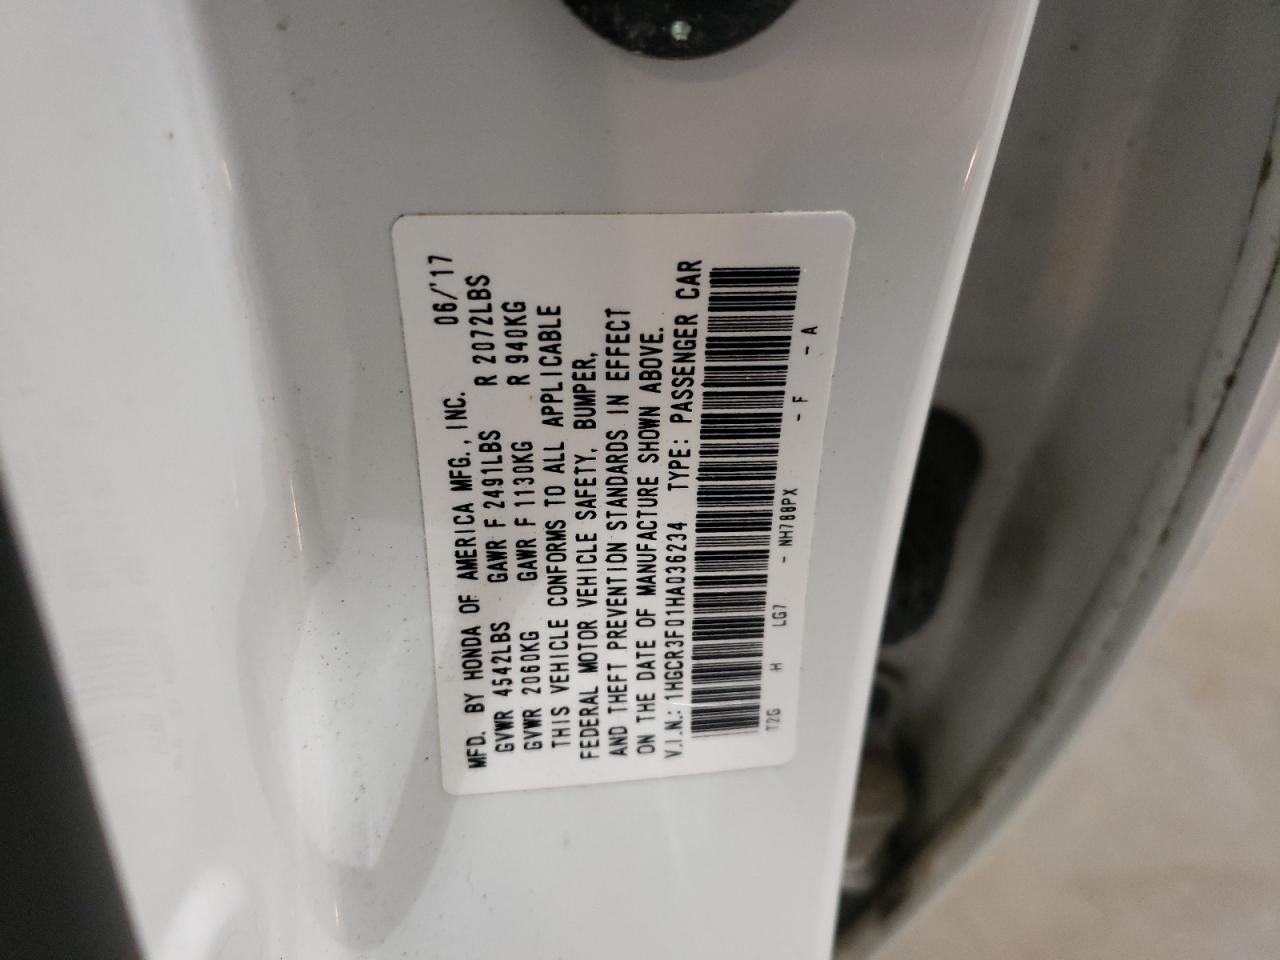 MFD. BY HONDA OF AMERICA MFG., INC. 06/'17
GVWR 4542LBS GAWR F 2491LBS R 2072LBS
GVWR 2060KG GAWR F 1130KG R 940KG
THIS VEHICLE CONFORMS TO ALL APPLICABLE
FEDERAL MOTOR VEHICLE SAFETY, BUMPER,
AND THEFT PREVENTION STANDARDS IN EFFECT
ON THE DATE OF MANUFACTURE SHOWN ABOVE.
V.I.N.: 1HGCR3F01HA036234 TYPE: PASSENGER CAR
T2G H LG7 - NH788PX - F - A